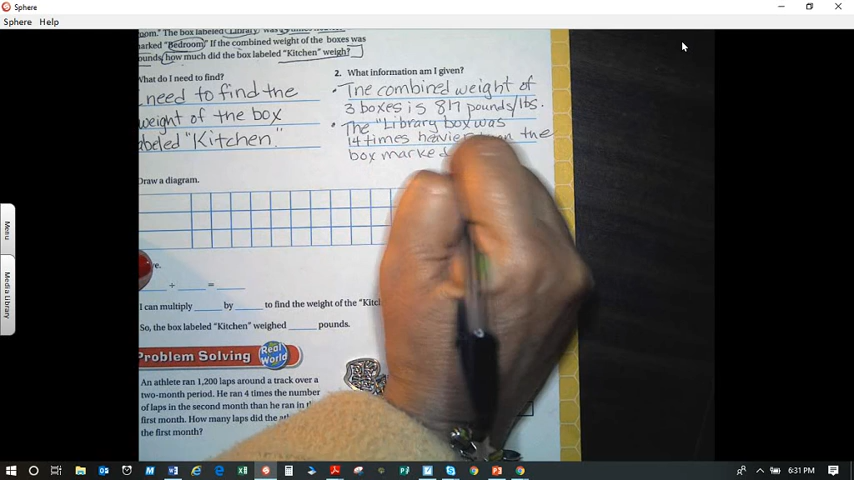 Sphere
Sphere Help
oom." The box labeled "Library" was
marked "Bedroom." If the combined weight of the boxes was
pounds, how much did the box labeled "Kitchen" weigh?
What do I need to find?
I need to find the
weight of the box
labeled "Kitchen."
2. What information am I given?
• The combined weight of
3 boxes is 87 pounds/lbs.
• The "Library box was
14 times heavier than the
box marked
Draw a diagram.
re.
+ =
I can multiply by to find the weight of the "Kitc
So, the box labeled "Kitchen" weighed pounds.
Problem Solving Real World
An athlete ran 1,200 laps around a track over a
two-month period. He ran 4 times the number
of laps in the second month than he ran in
first month. How many laps did the
the first month?
Menu
Media Library
6:31 PM